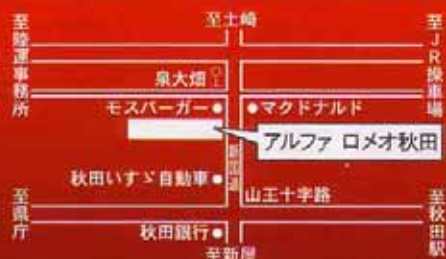 至土崎
至陸運事務所
至JR操車場
泉大畑
モスバーガー
マクドナルド
アルファ ロメオ秋田
新国道
秋田いすゞ自動車
山王十字路
至県庁
至秋田駅
秋田銀行
至新屋